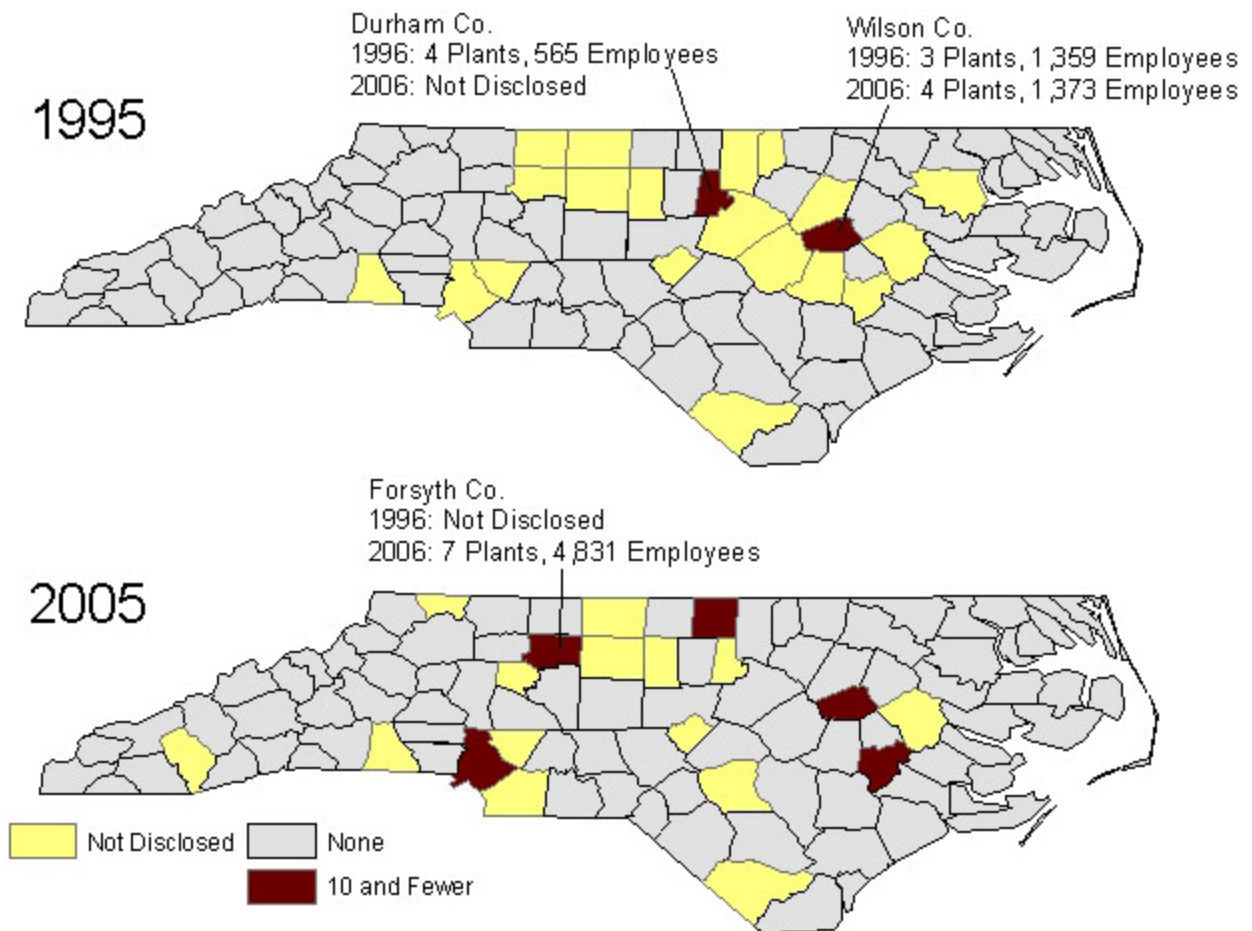 Durham Co.
1996: 4 Plants, 565 Employees
2006: Not Disclosed
Wilson Co.
1996: 3 Plants, 1,359 Employees
2006: 4 Plants, 1,373 Employees
1995
Forsyth Co.
1996: Not Disclosed
2006: 7 Plants, 4,831 Employees
2005
Not Disclosed
None
10 and Fewer